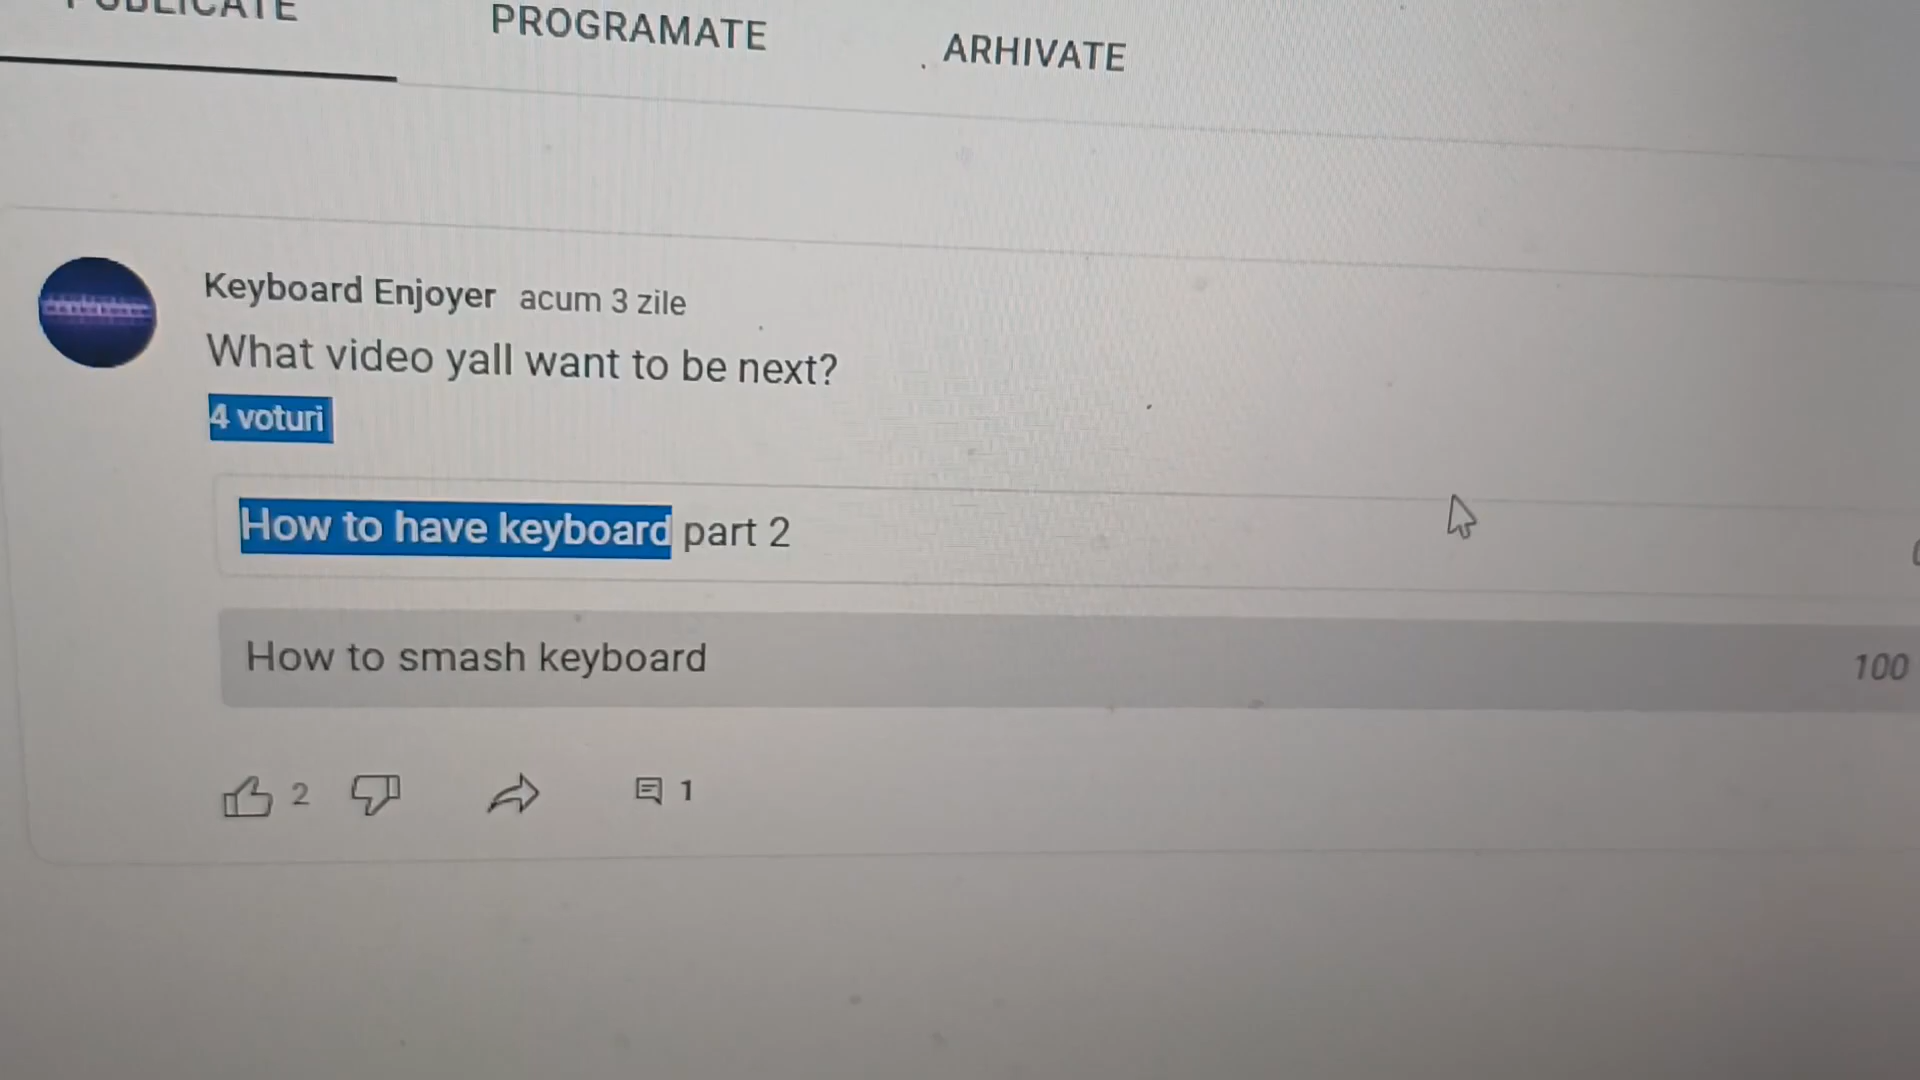 PUBLICATE PROGRAMATE ARHIVATE
Keyboard Enjoyer acum 3 zile
What video yall want to be next?
4 voturi
How to have keyboard part 2
How to smash keyboard 100
2 1